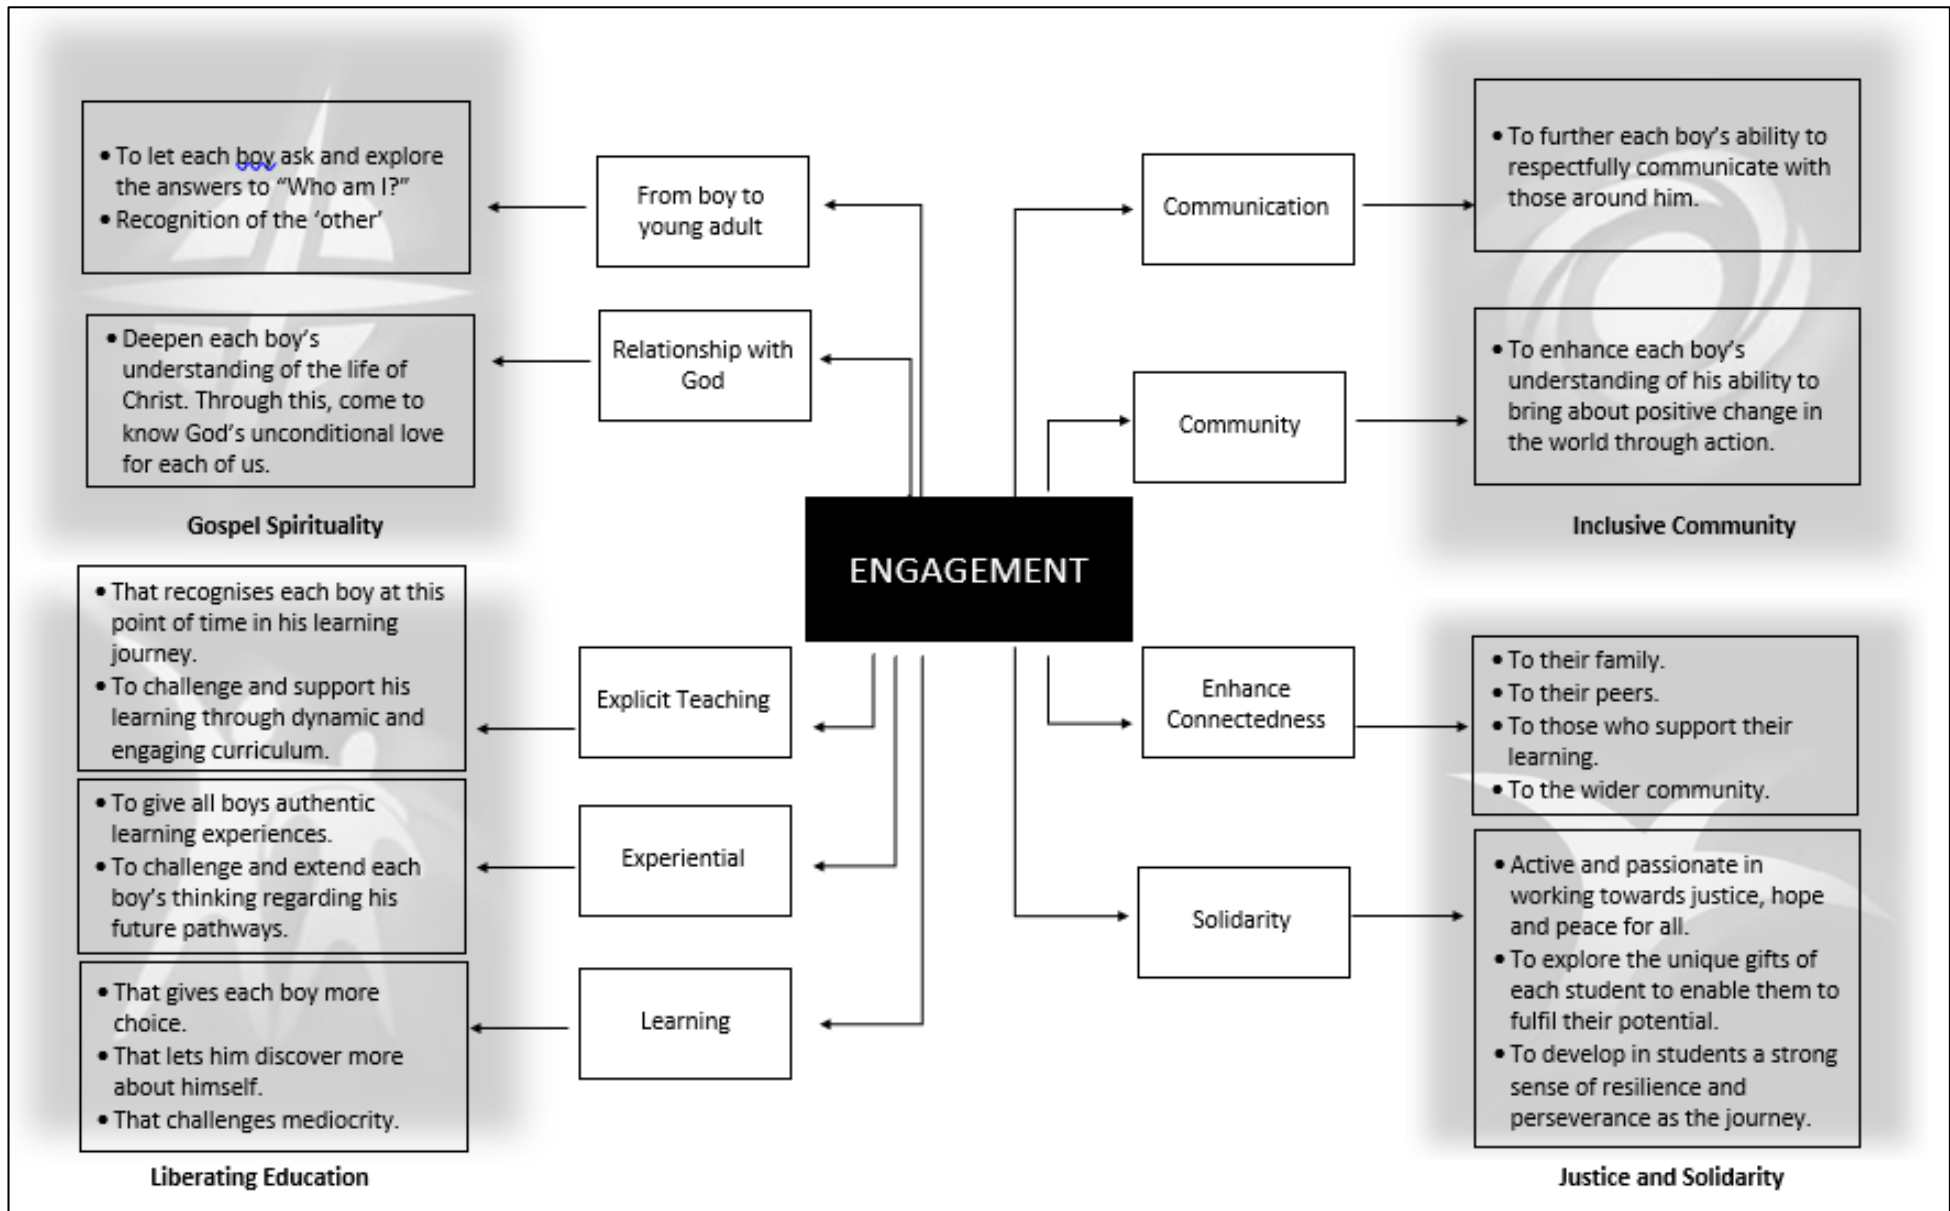 • To let each boy ask and explore
the answers to “Who am I?”
• Recognition of the ‘other’
From boy to
young adult
• Deepen each boy’s
understanding of the life of
Christ. Through this, come to
know God’s unconditional love
for each of us.
Relationship with
God
Gospel Spirituality
Communication
• To further each boy’s ability to
respectfully communicate with
those around him.
Community
• To enhance each boy’s
understanding of his ability to
bring about positive change in
the world through action.
Inclusive Community
ENGAGEMENT
• That recognises each boy at this
point of time in his learning
journey.
• To challenge and support his
learning through dynamic and
engaging curriculum.
Explicit Teaching
• To give all boys authentic
learning experiences.
• To challenge and extend each
boy’s thinking regarding his
future pathways.
Experiential
• That gives each boy more
choice.
• That lets him discover more
about himself.
• That challenges mediocrity.
Learning
Liberating Education
Enhance
Connectedness
• To their family.
• To their peers.
• To those who support their
learning.
• To the wider community.
Solidarity
• Active and passionate in
working towards justice, hope
and peace for all.
• To explore the unique gifts of
each student to enable them to
fulfil their potential.
• To develop in students a strong
sense of resilience and
perseverance as the journey.
Justice and Solidarity